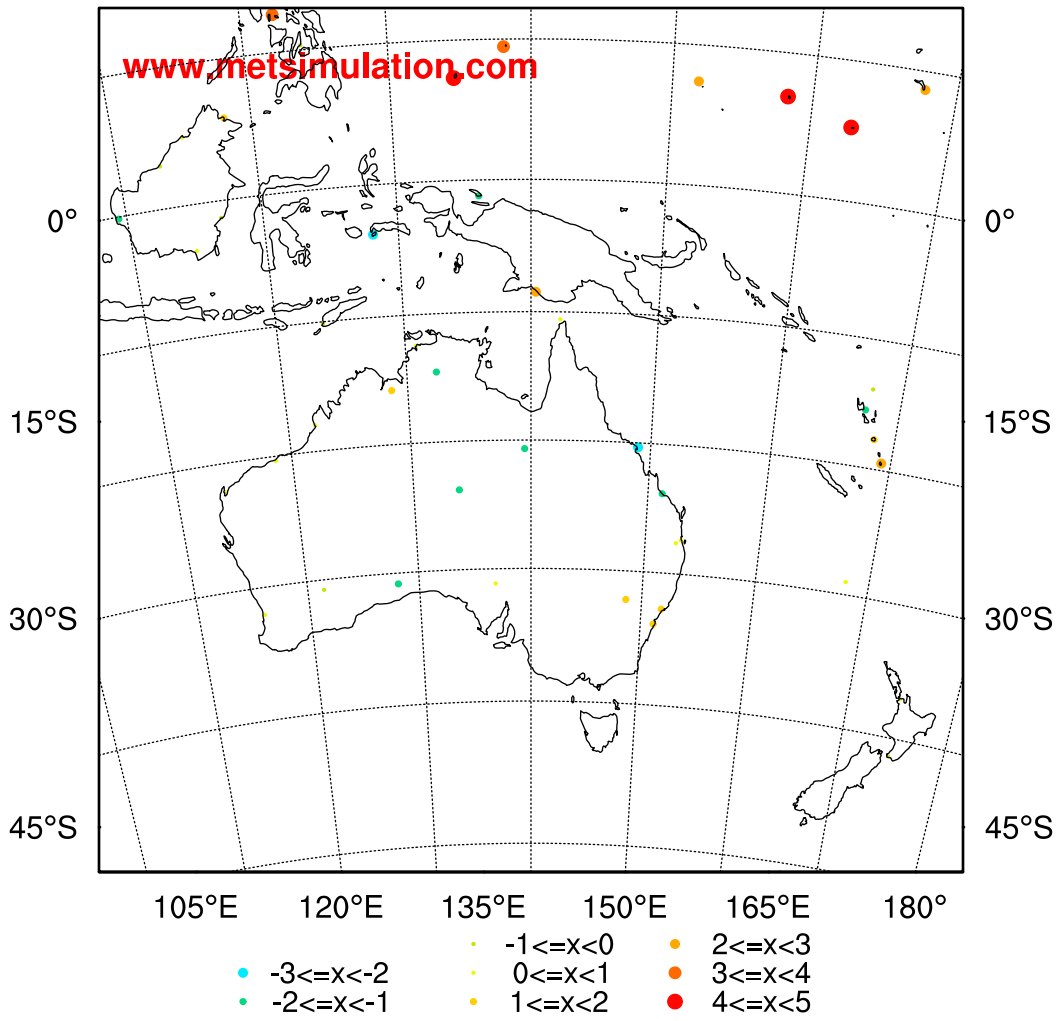 www.metsimulation.com
0° 0°
15°S 15°S
30°S 30°S
45°S 45°S
105°E 120°E 135°E 150°E 165°E 180°
-1<=x<0 2<=x<3
-3<=x<-2 0<=x<1 3<=x<4
-2<=x<-1 1<=x<2 4<=x<5